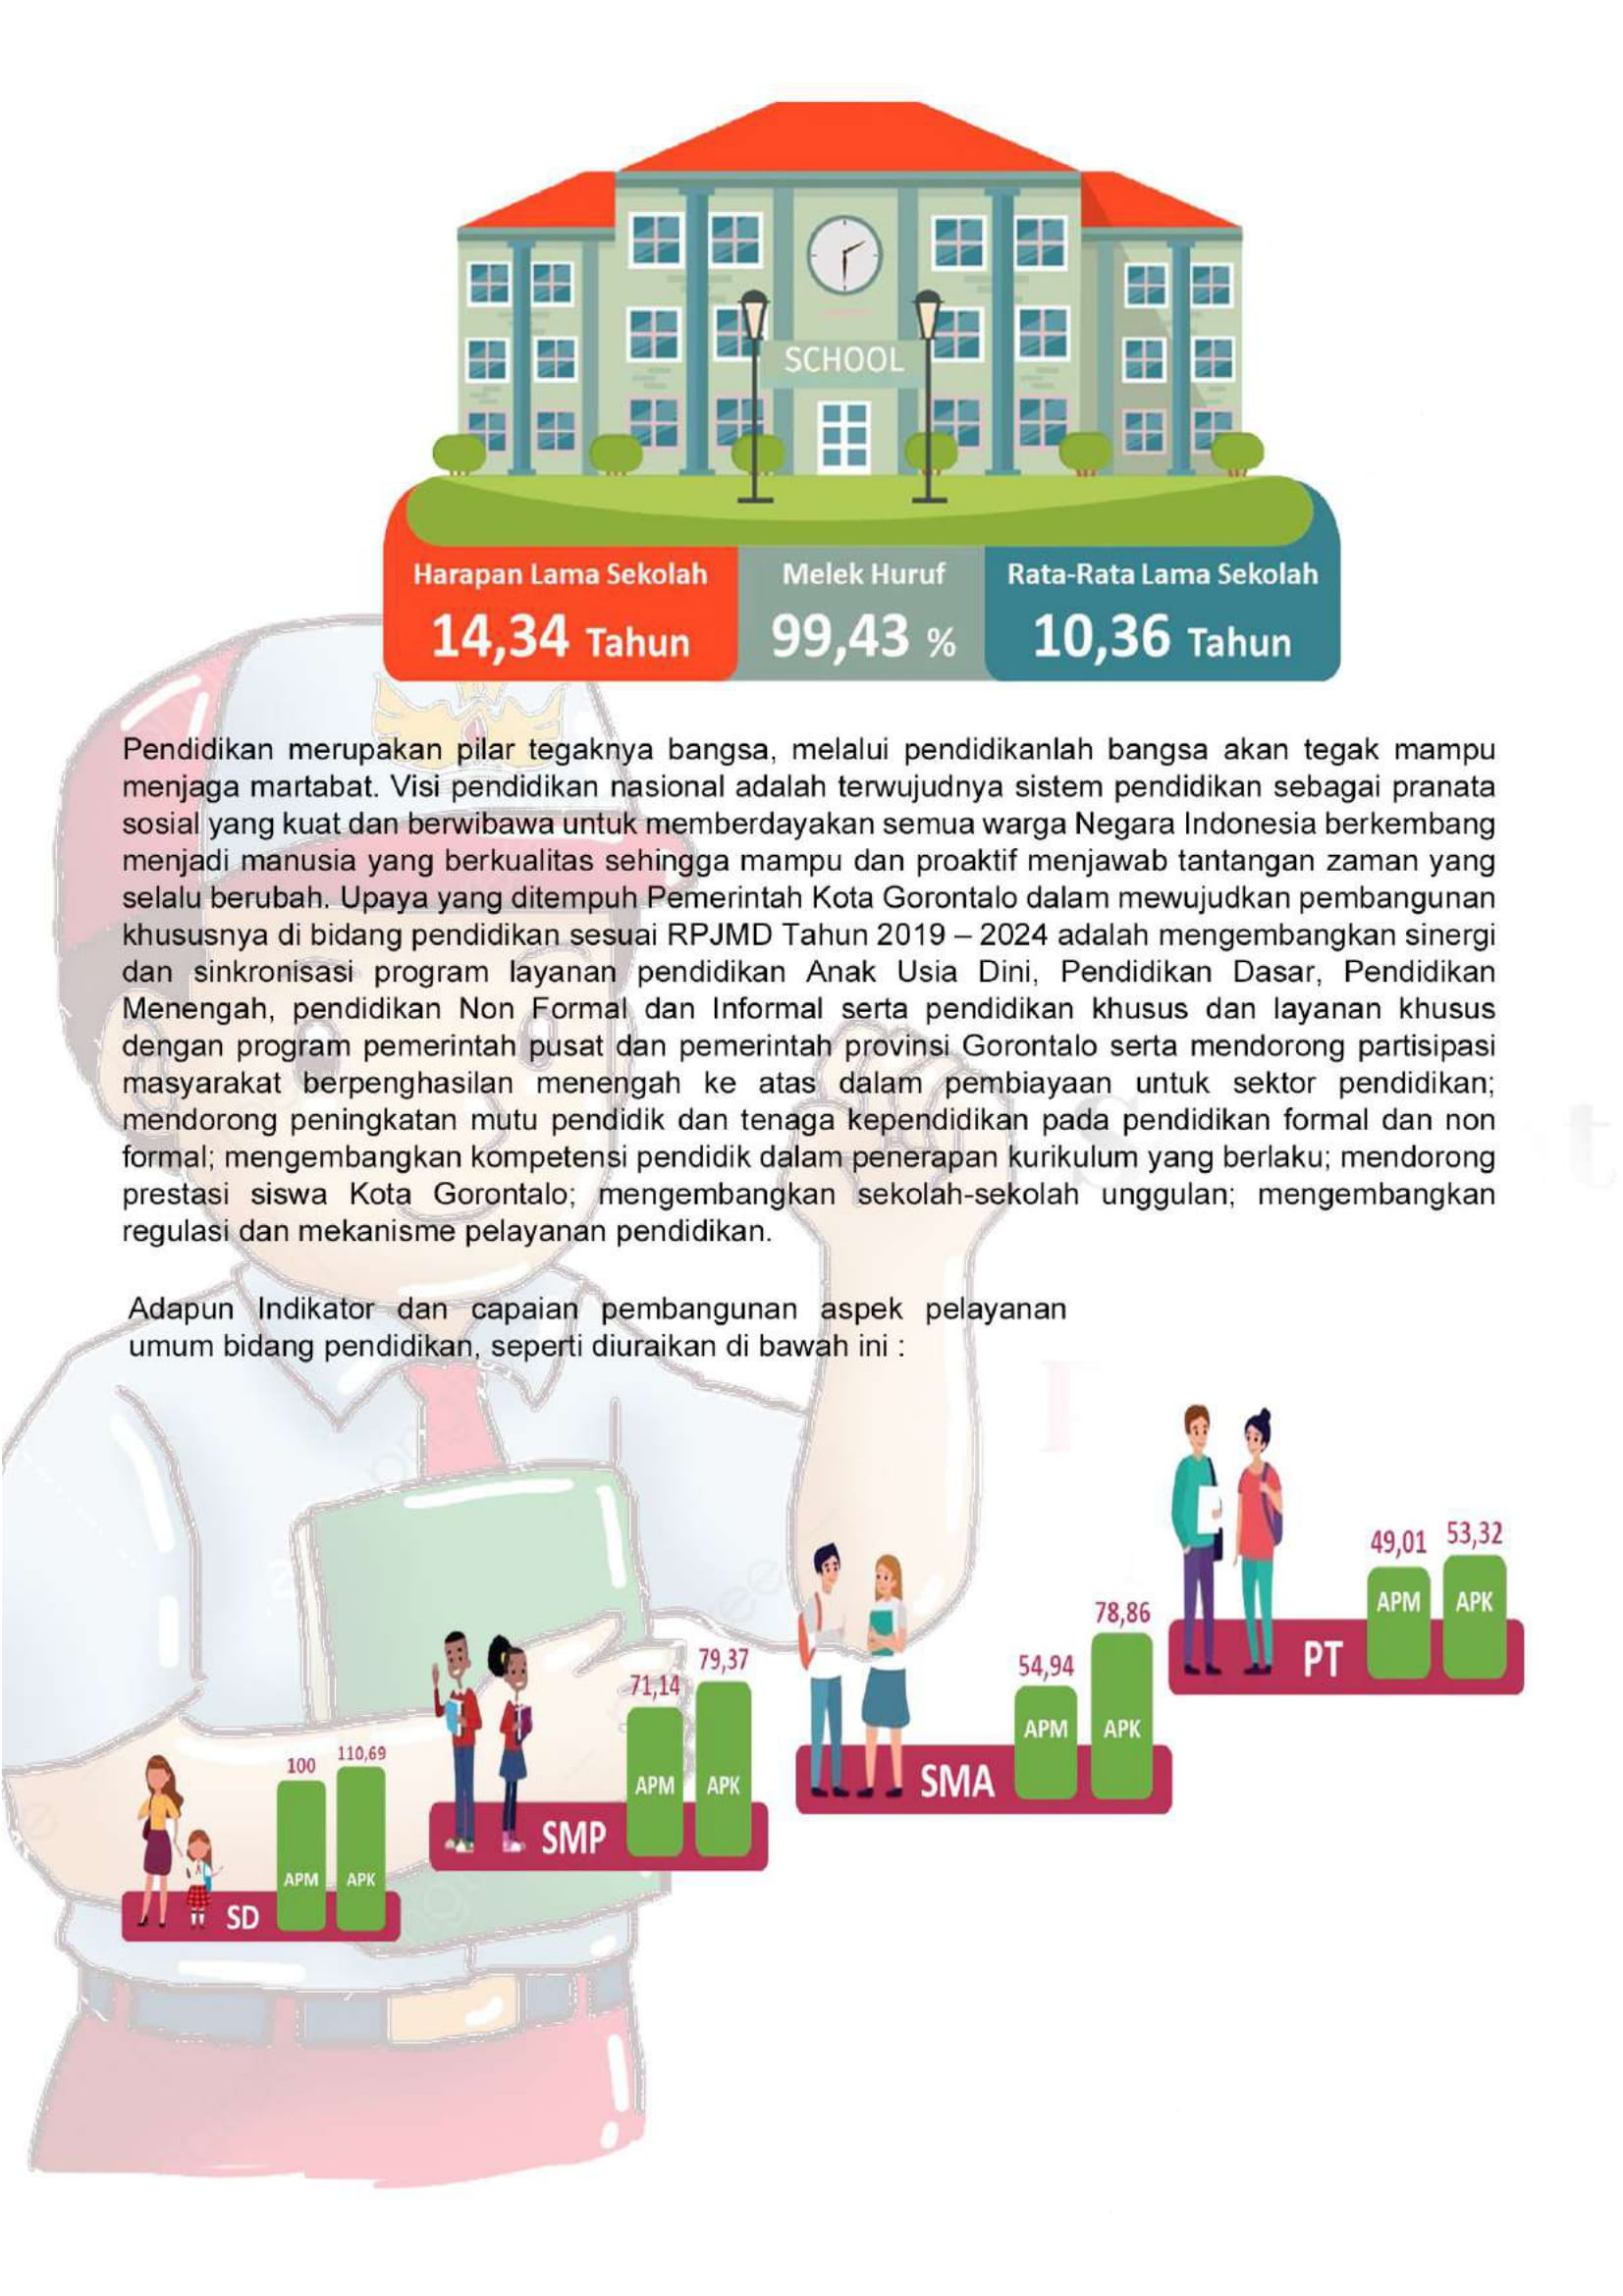 SCHOOL
Harapan Lama Sekolah
14,34 Tahun
Melek Huruf
99,43 %
Rata-Rata Lama Sekolah
10,36 Tahun
Pendidikan merupakan pilar tegaknya bangsa, melalui pendidikanlah bangsa akan tegak mampu
menjaga martabat. Visi pendidikan nasional adalah terwujudnya sistem pendidikan sebagai pranata
sosial yang kuat dan berwibawa untuk memberdayakan semua warga Negara Indonesia berkembang
menjadi manusia yang berkualitas sehingga mampu dan proaktif menjawab tantangan zaman yang
selalu berubah. Upaya yang ditempuh Pemerintah Kota Gorontalo dalam mewujudkan pembangunan
khususnya di bidang pendidikan sesuai RPJMD Tahun 2019 – 2024 adalah mengembangkan sinergi
dan sinkronisasi program layanan pendidikan Anak Usia Dini, Pendidikan Dasar, Pendidikan
Menengah, pendidikan Non Formal dan Informal serta pendidikan khusus dan layanan khusus
dengan program pemerintah pusat dan pemerintah provinsi Gorontalo serta mendorong partisipasi
masyarakat berpenghasilan menengah ke atas dalam pembiayaan untuk sektor pendidikan;
mendorong peningkatan mutu pendidik dan tenaga kependidikan pada pendidikan formal dan non
formal; mengembangkan kompetensi pendidik dalam penerapan kurikulum yang berlaku; mendorong
prestasi siswa Kota Gorontalo; mengembangkan sekolah-sekolah unggulan; mengembangkan
regulasi dan mekanisme pelayanan pendidikan.
Adapun Indikator dan capaian pembangunan aspek pelayanan
umum bidang pendidikan, seperti diuraikan di bawah ini :
100
110,69
APM
APK
SD
71,14
79,37
APM
APK
SMP
54,94
78,86
APM
APK
SMA
49,01
53,32
APM
APK
PT